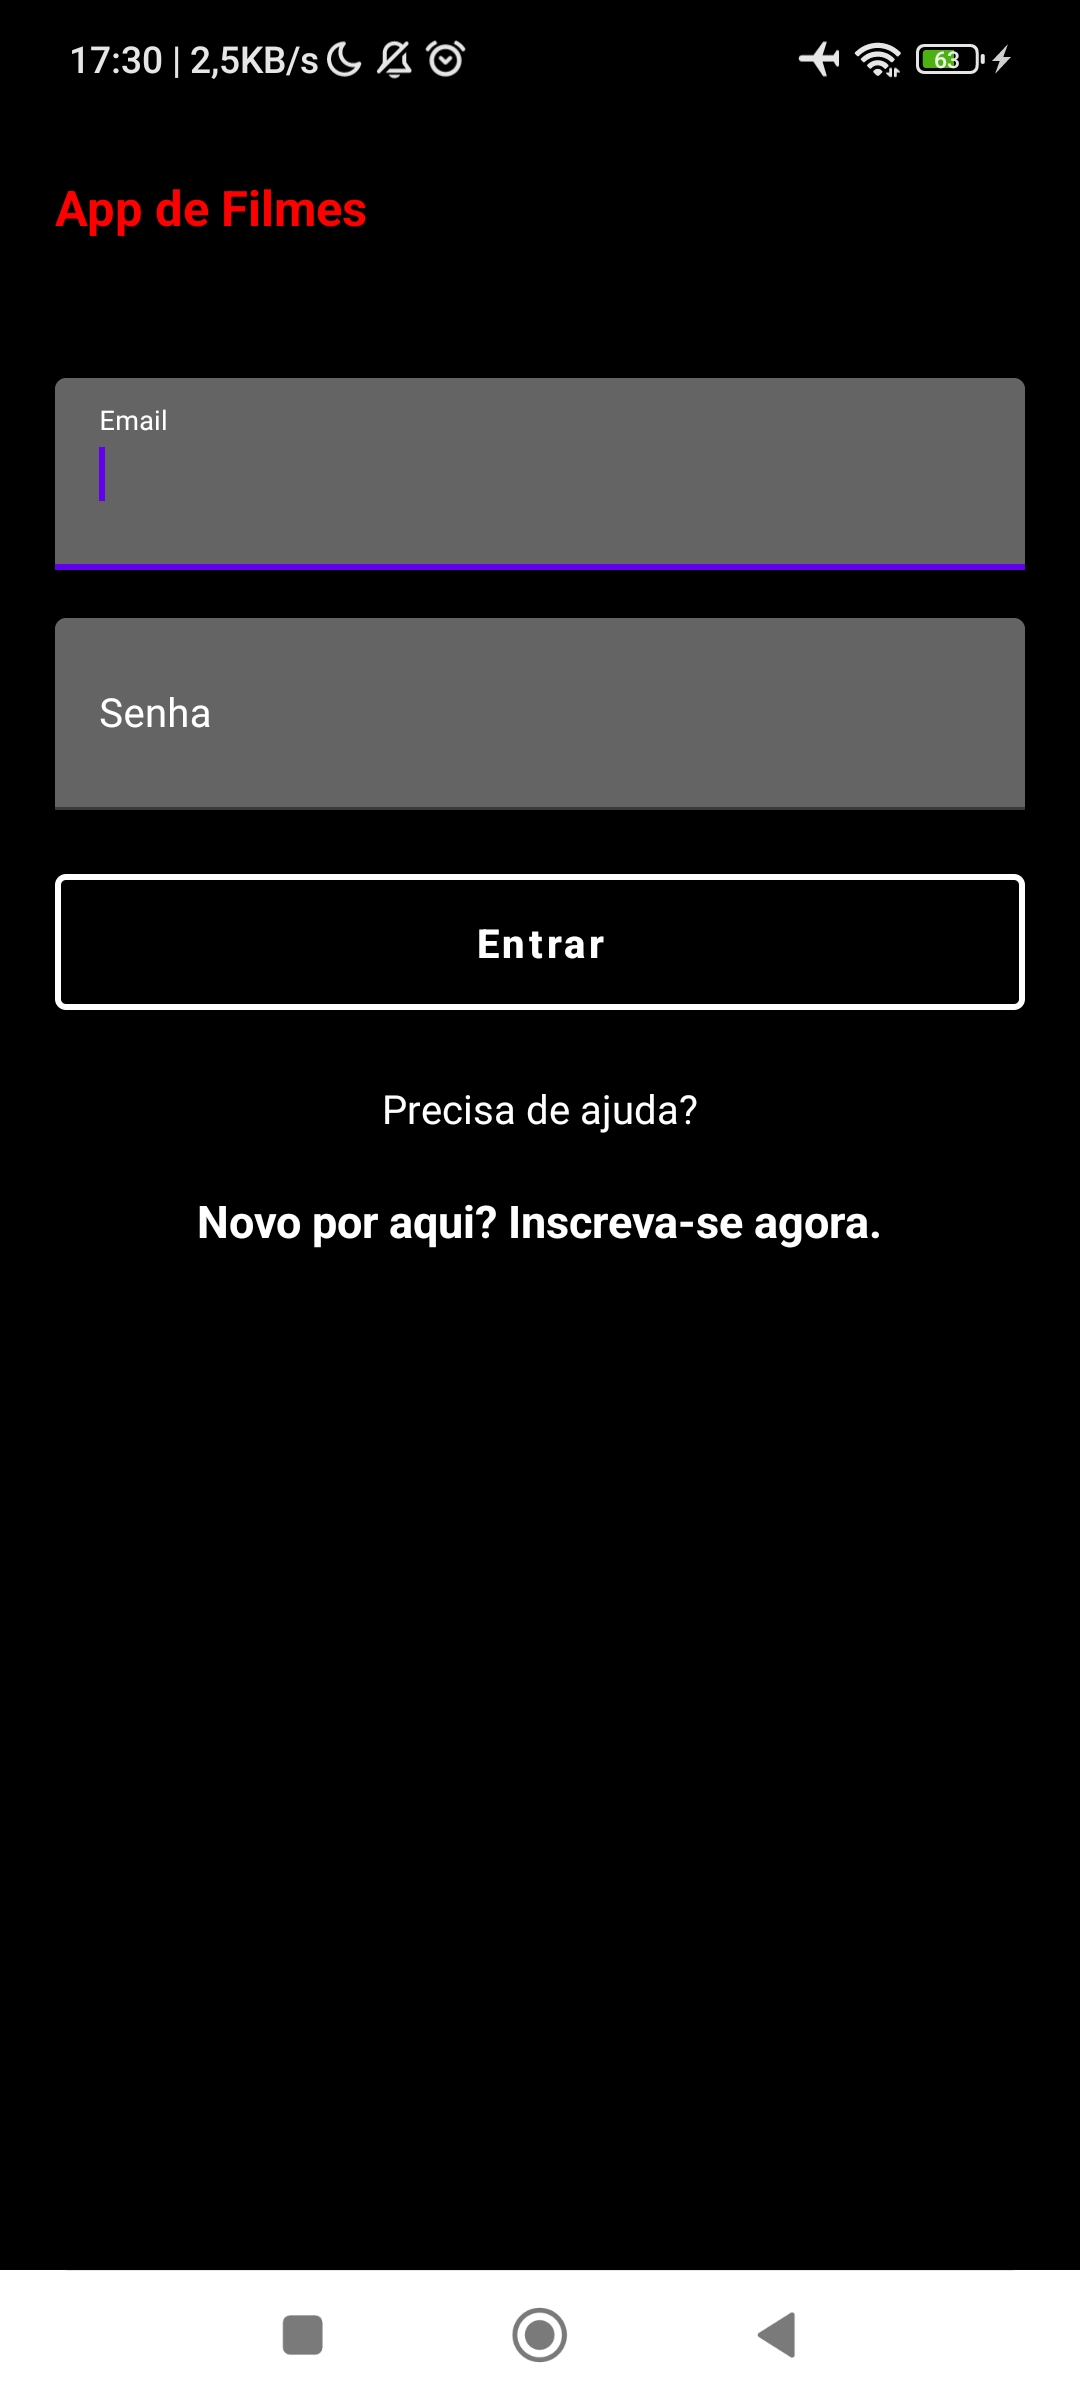 17:30 | 2,5KB/s
63
App de Filmes
Email
Senha
Entrar
Precisa de ajuda?
Novo por aqui? Inscreva-se agora.